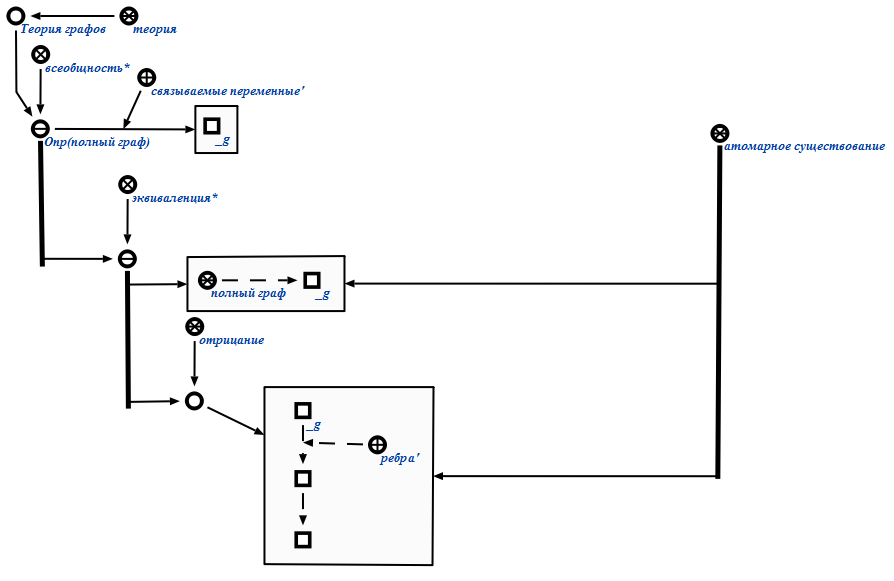 Теория графов
теория
всеобщность*
связываемые переменные'
Опр(полный граф)
_g
атомарное существование
эквиваленция*
полный граф
_g
отрицание
_g
ребра'